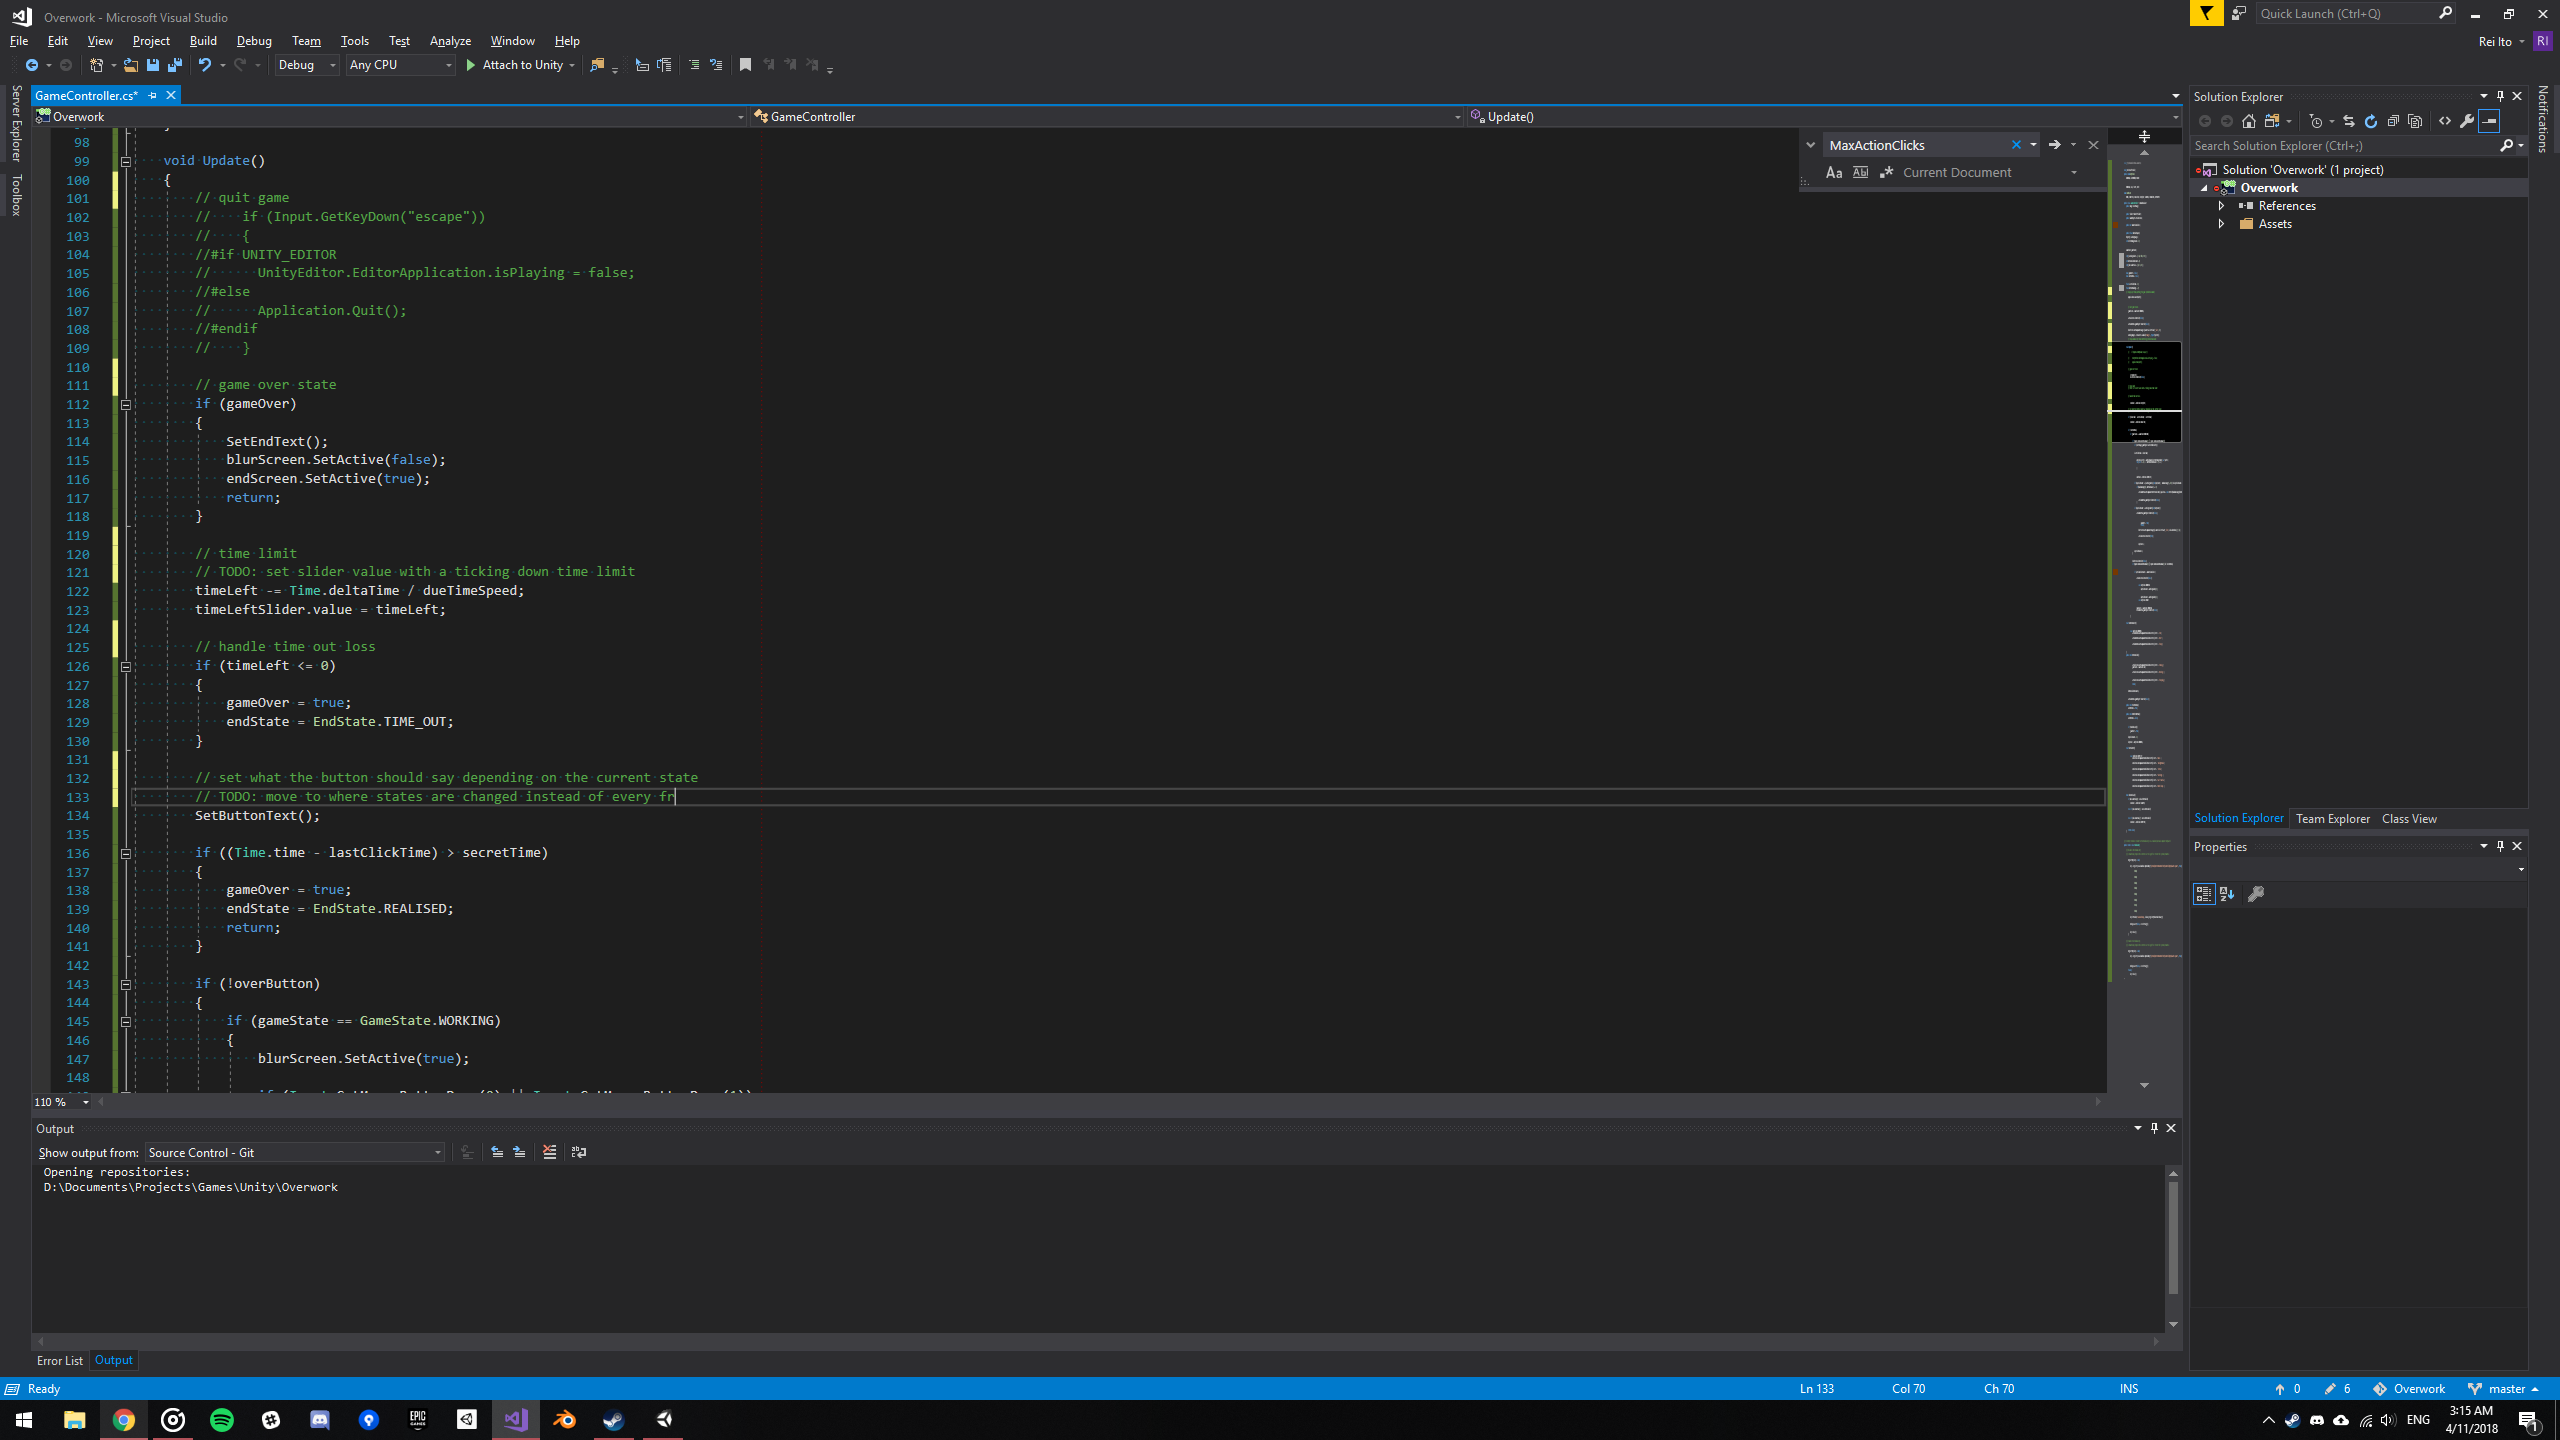 Overwork - Microsoft Visual Studio
Quick Launch (Ctrl+Q)
File Edit View Project Build Debug Team Tools Test Analyze Window Help
Rei Ito RI
Debug Any CPU Attach to Unity
Server Explorer
Toolbox
Notifications
GameController.cs*
Overwork GameController Update()
MaxActionClicks
Aa Ab Current Document
98
99 void Update()
100 {
101 // quit game
102 // if (Input.GetKeyDown("escape"))
103 // {
104 //#if UNITY_EDITOR
105 // UnityEditor.EditorApplication.isPlaying = false;
106 //#else
107 // Application.Quit();
108 //#endif
109 // }
110
111 // game over state
112 if (gameOver)
113 {
114 SetEndText();
115 blurScreen.SetActive(false);
116 endScreen.SetActive(true);
117 return;
118 }
119
120 // time limit
121 // TODO: set slider value with a ticking down time limit
122 timeLeft -= Time.deltaTime / dueTimeSpeed;
123 timeLeftSlider.value = timeLeft;
124
125 // handle time out loss
126 if (timeLeft <= 0)
127 {
128 gameOver = true;
129 endState = EndState.TIME_OUT;
130 }
131
132 // set what the button should say depending on the current state
133 // TODO: move to where states are changed instead of every fr
134 SetButtonText();
135
136 if ((Time.time - lastClickTime) > secretTime)
137 {
138 gameOver = true;
139 endState = EndState.REALISED;
140 return;
141 }
142
143 if (!overButton)
144 {
145 if (gameState == GameState.WORKING)
146 {
147 blurScreen.SetActive(true);
148
110 %
Solution Explorer
Search Solution Explorer (Ctrl+;)
Solution 'Overwork' (1 project)
Overwork
References
Assets
Solution Explorer Team Explorer Class View
Properties
Output
Show output from: Source Control - Git
Opening repositories:
D:\Documents\Projects\Games\Unity\Overwork
Error List Output
Ready Ln 133 Col 70 Ch 70 INS 0 6 Overwork master
EPIC GAMES
ENG
3:15 AM
4/11/2018
1